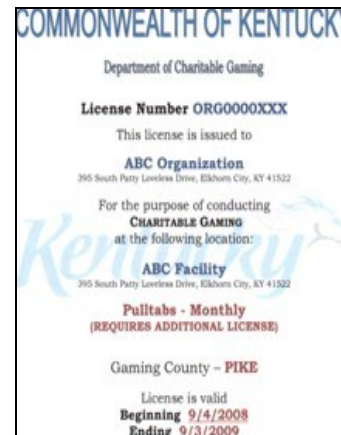 COMMONWEALTH OF KENTUCKY
Department of Charitable Gaming
License Number ORG0000XXX
This license is issued to
ABC Organization
395 South Patty Loveless Drive, Elkhorn City, KY 41522
For the purpose of conducting
CHARITABLE GAMING
at the following location:
Kentucky
ABC Facility
395 South Patty Loveless Drive, Elkhorn City, KY 41522
Pulltabs - Monthly
(REQUIRES ADDITIONAL LICENSE)
Gaming County – PIKE
License is valid
Beginning 9/4/2008
Ending 9/3/2009